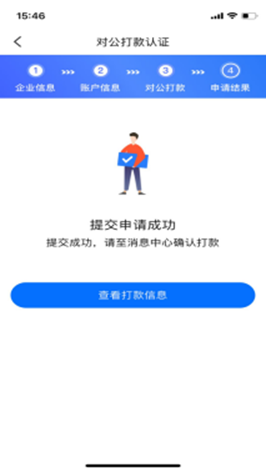 15:46
对公打款认证
1
2
3
4
企业信息
账户信息
对公打款
申请结果
提交申请成功
提交成功，请至消息中心确认打款
查看打款信息